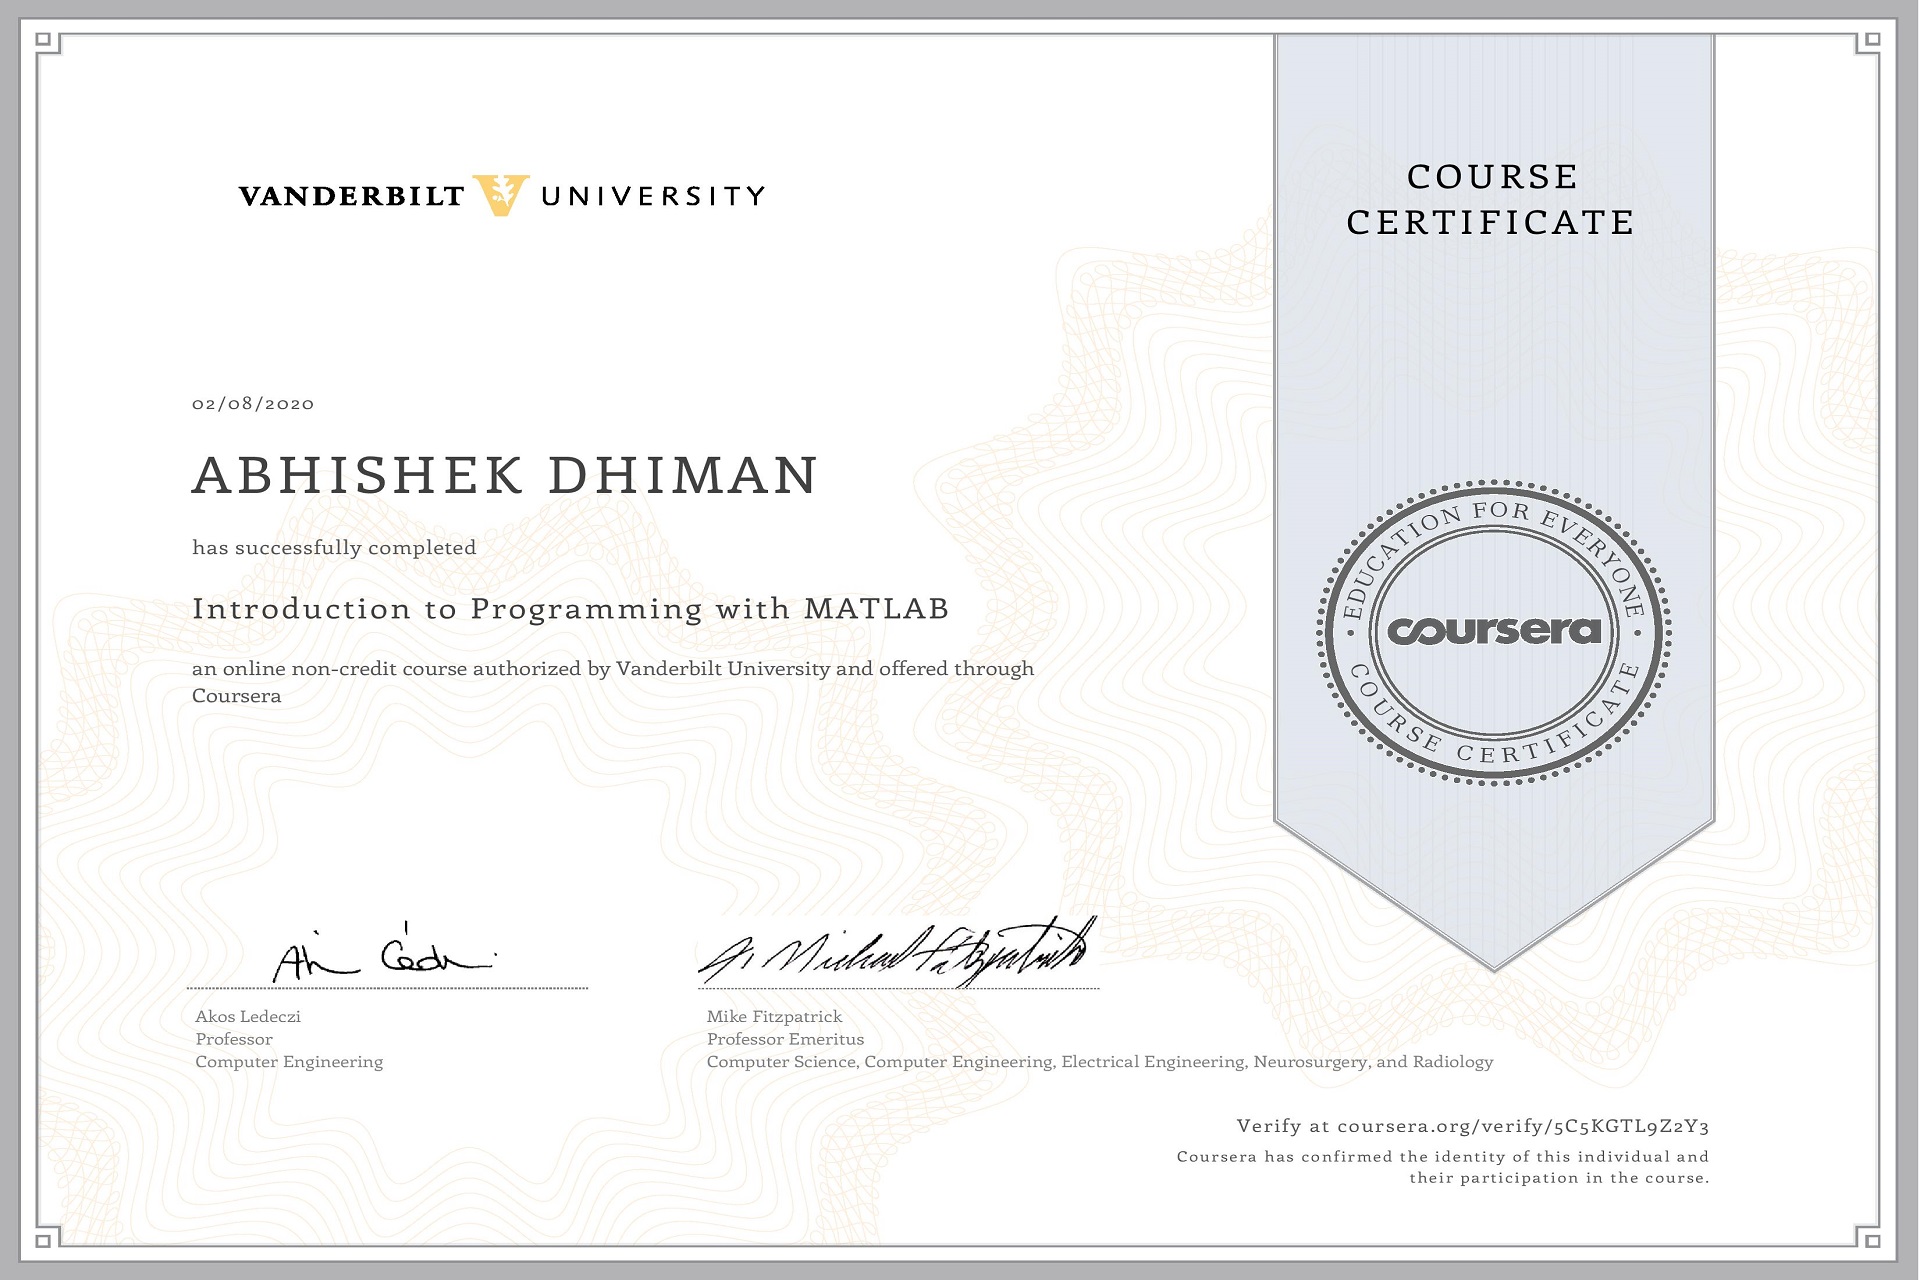 VANDERBILT V UNIVERSITY
COURSE
CERTIFICATE
02/08/2020
ABHISHEK DHIMAN
has successfully completed
Introduction to Programming with MATLAB
an online non-credit course authorized by Vanderbilt University and offered through
Coursera
EDUCATION FOR EVERYONE
coursera
COURSE CERTIFICATE
J. Michael Fitzpatrick
Akos Ledeczi
Professor
Computer Engineering
Mike Fitzpatrick
Professor Emeritus
Computer Science, Computer Engineering, Electrical Engineering, Neurosurgery, and Radiology
Verify at coursera.org/verify/5C5KGTL9Z2Y3
Coursera has confirmed the identity of this individual and
their participation in the course.